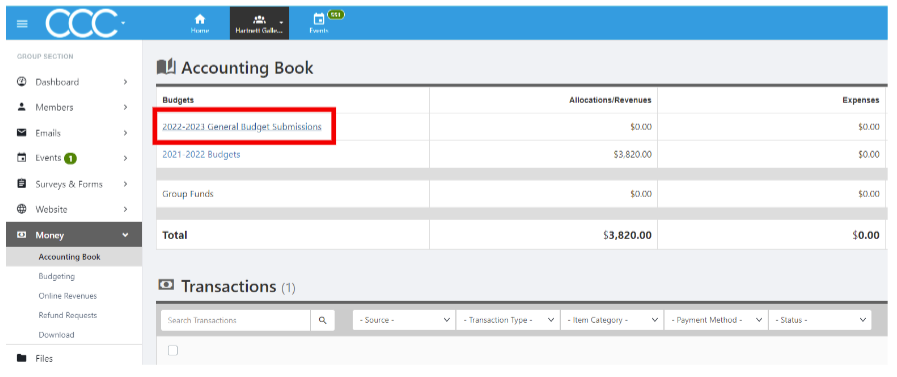 CCC
Home
Hartnett Galle...
551
Events
GROUP SECTION
Dashboard
Members
Emails
Events 1
Surveys & Forms
Website
Money
Accounting Book
Budgeting
Online Revenues
Refund Requests
Download
Files
Accounting Book
Budgets Allocations/Revenues Expenses
2022-2023 General Budget Submissions $0.00 $0.00
2021-2022 Budgets $3,820.00 $0.00
Group Funds $0.00 $0.00
Total $3,820.00 $0.00
Transactions (1)
Search Transactions - Source - - Transaction Type - - Item Category - - Payment Method - - Status -